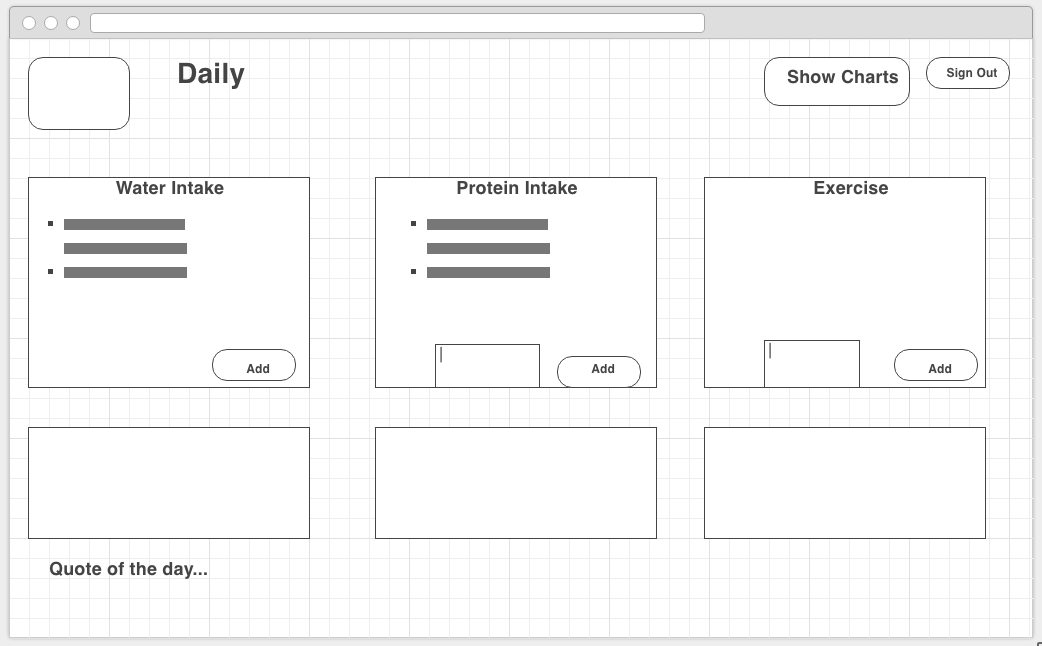 Daily
Show Charts
Sign Out
Water Intake
Protein Intake
Exercise
Add
Add
Add
Quote of the day...